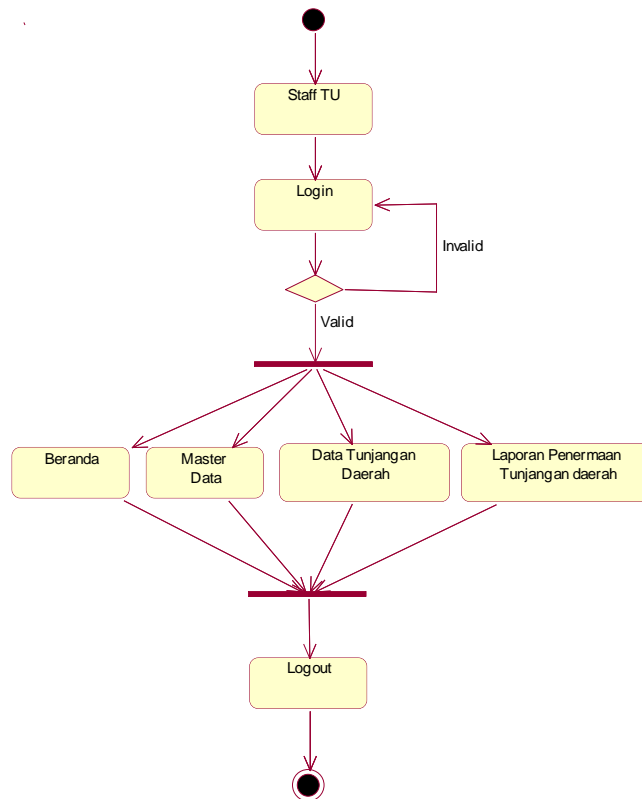 Staff TU
Login
Invalid
Valid
Beranda
Master
Data
Data Tunjangan
Daerah
Laporan Penermaan
Tunjangan daerah
Logout